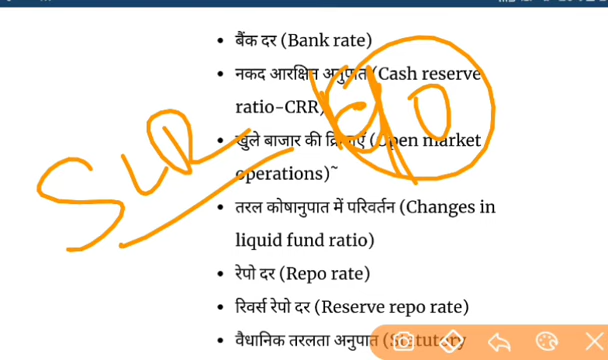 बैंक दर (Bank rate)
नकद आरक्षित अनुपात (Cash reserve
ratio-CRR)
खुले बाजार की क्रियाएँ (Open market
operations)~
तरल कोषानुपात में परिवर्तन (Changes in
liquid fund ratio)
रेपो दर (Repo rate)
रिवर्स रेपो दर (Reserve repo rate)
वैधानिक तरलता अनुपात (Statutory
SLR